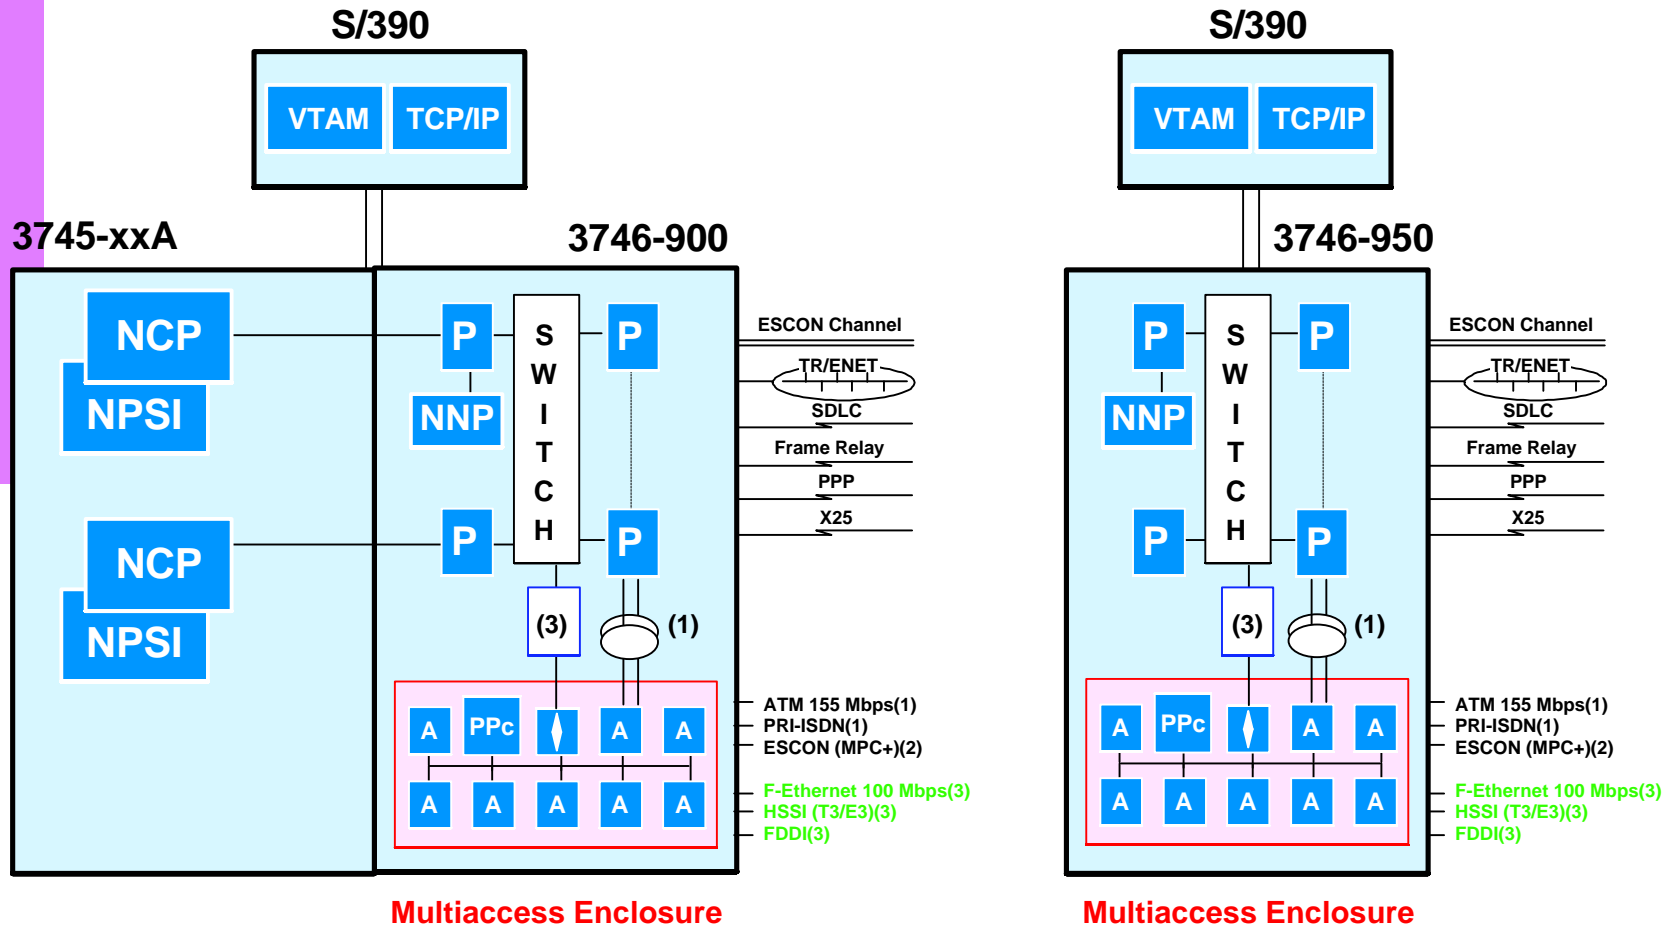 S/390
VTAM
TCP/IP
3745-xxA
3746-900
NCP
NPSI
NCP
NPSI
P
NNP
P
S
W
I
T
C
H
P
P
(3)
(1)
A
PPc
A
A
A
A
A
A
A
ESCON Channel
TR/ENET
SDLC
Frame Relay
PPP
X25
ATM 155 Mbps(1)
PRI-ISDN(1)
ESCON (MPC+)(2)
F-Ethernet 100 Mbps(3)
HSSI (T3/E3)(3)
FDDI(3)
Multiaccess Enclosure
S/390
VTAM
TCP/IP
3746-950
P
NNP
P
S
W
I
T
C
H
P
P
(3)
(1)
A
PPc
A
A
A
A
A
A
A
ESCON Channel
TR/ENET
SDLC
Frame Relay
PPP
X25
ATM 155 Mbps(1)
PRI-ISDN(1)
ESCON (MPC+)(2)
F-Ethernet 100 Mbps(3)
HSSI (T3/E3)(3)
FDDI(3)
Multiaccess Enclosure